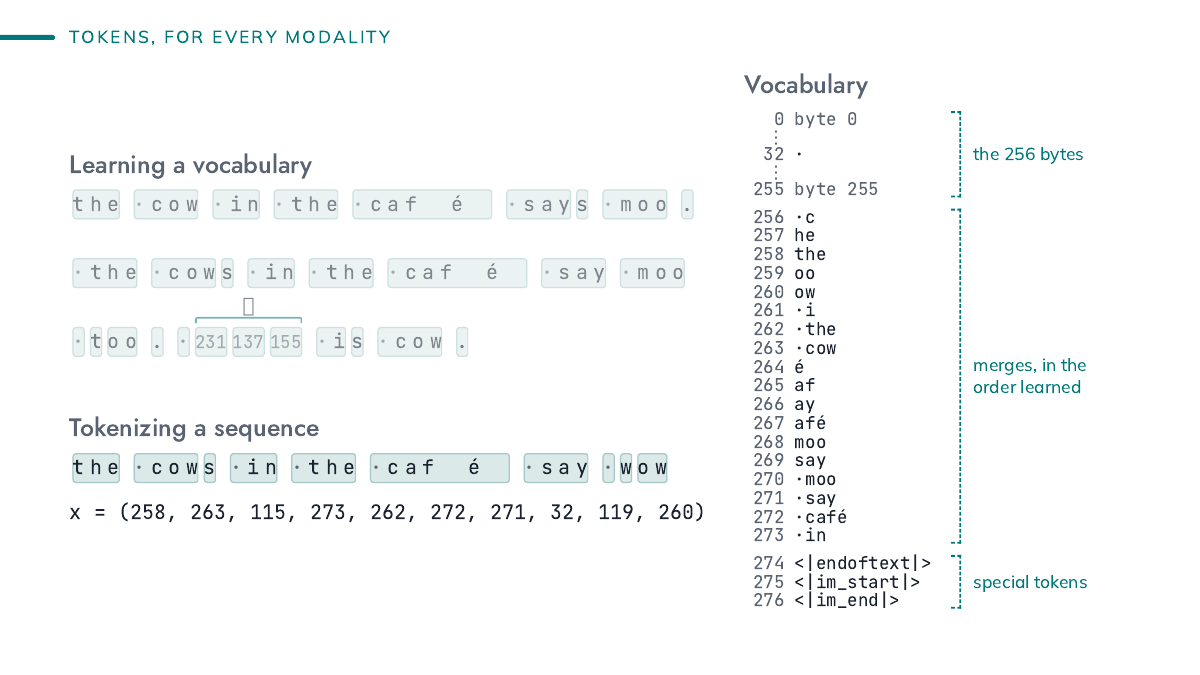 TOKENS, FOR EVERY MODALITY
Learning a vocabulary
the ·cow ·in ·the ·café ·says ·moo .
·the ·cows ·in ·the ·café ·say ·moo
·too . · 231 137 155 ·is ·cow .
Tokenizing a sequence
the ·cows ·in ·the ·café ·say ·wow
x = (258, 263, 115, 273, 262, 272, 271, 32, 119, 260)
Vocabulary
0 byte 0
32 ·
255 byte 255
the 256 bytes
256 ·c
257 he
258 the
259 oo
260 ow
261 ·i
262 ·the
263 ·cow
264 é
265 af
266 ay
267 afé
268 moo
269 say
270 ·moo
271 ·say
272 ·café
273 ·in
merges, in the
order learned
274 <|endoftext|>
275 <|im_start|>
276 <|im_end|>
special tokens